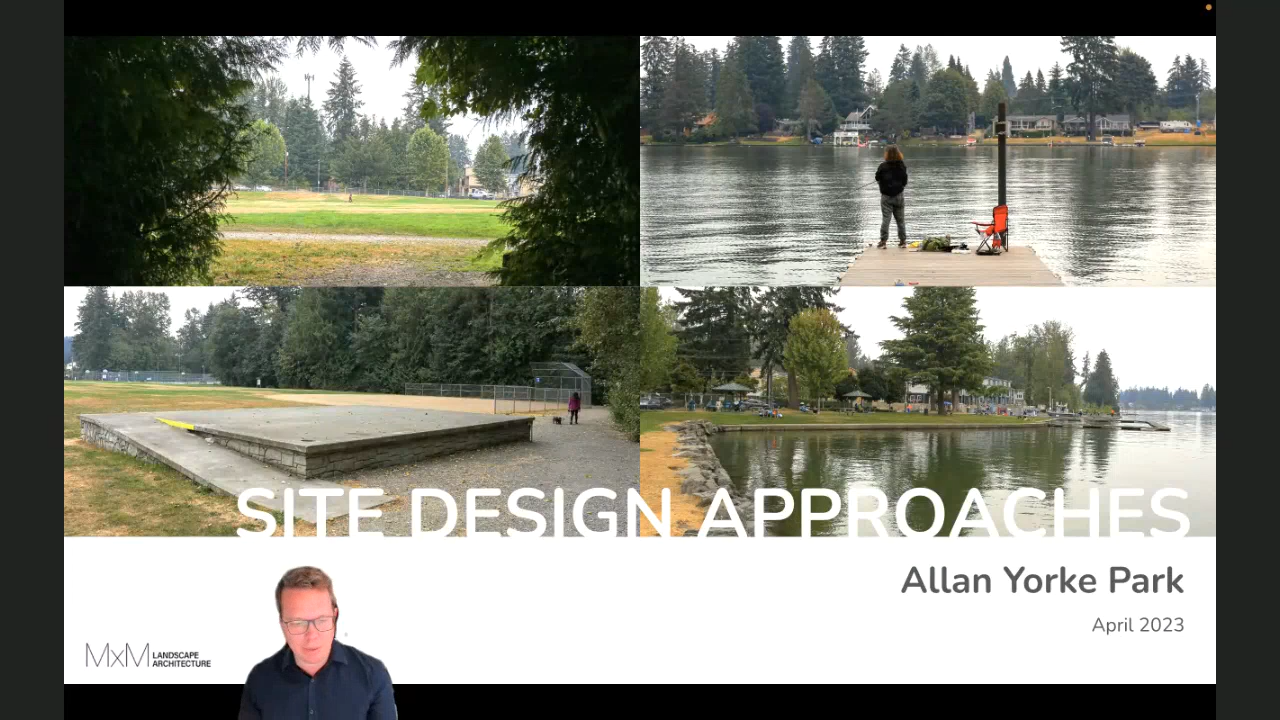 SITE DESIGN APPROACHES
Allan Yorke Park
April 2023
MxM LANDSCAPE
ARCHITECTURE